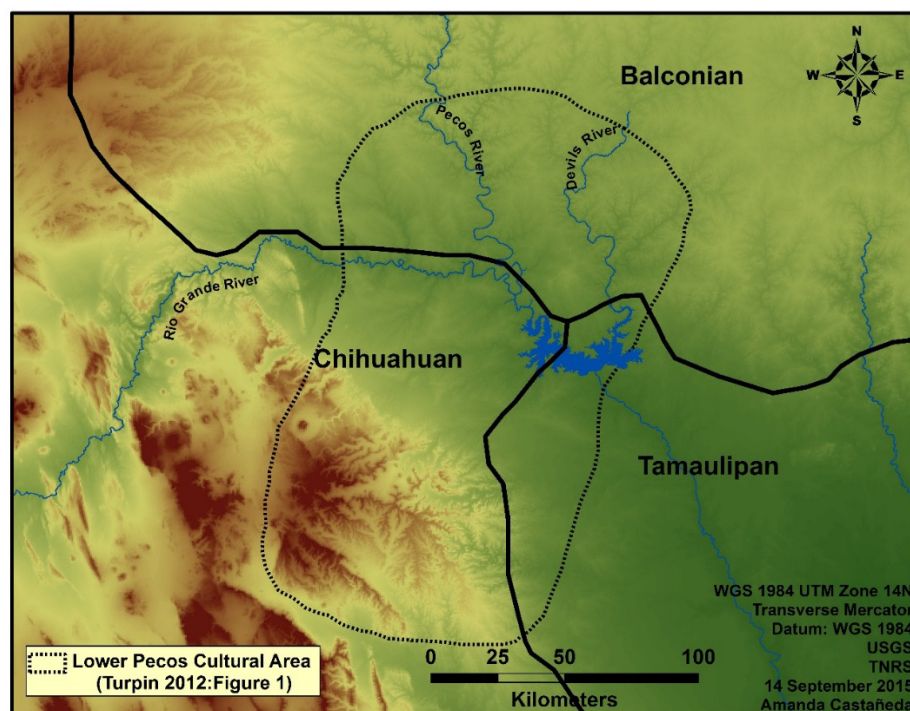 N
W E
S
Balconian
Pecos River
Devils River
Rio Grande River
Chihuahuan
Tamaulipan
WGS 1984 UTM Zone 14N
Transverse Mercator
Datum: WGS 1984
USGS
TNRS
14 September 2015
Amanda Castañeda
Lower Pecos Cultural Area
(Turpin 2012:Figure 1)
0 25 50 100
Kilometers